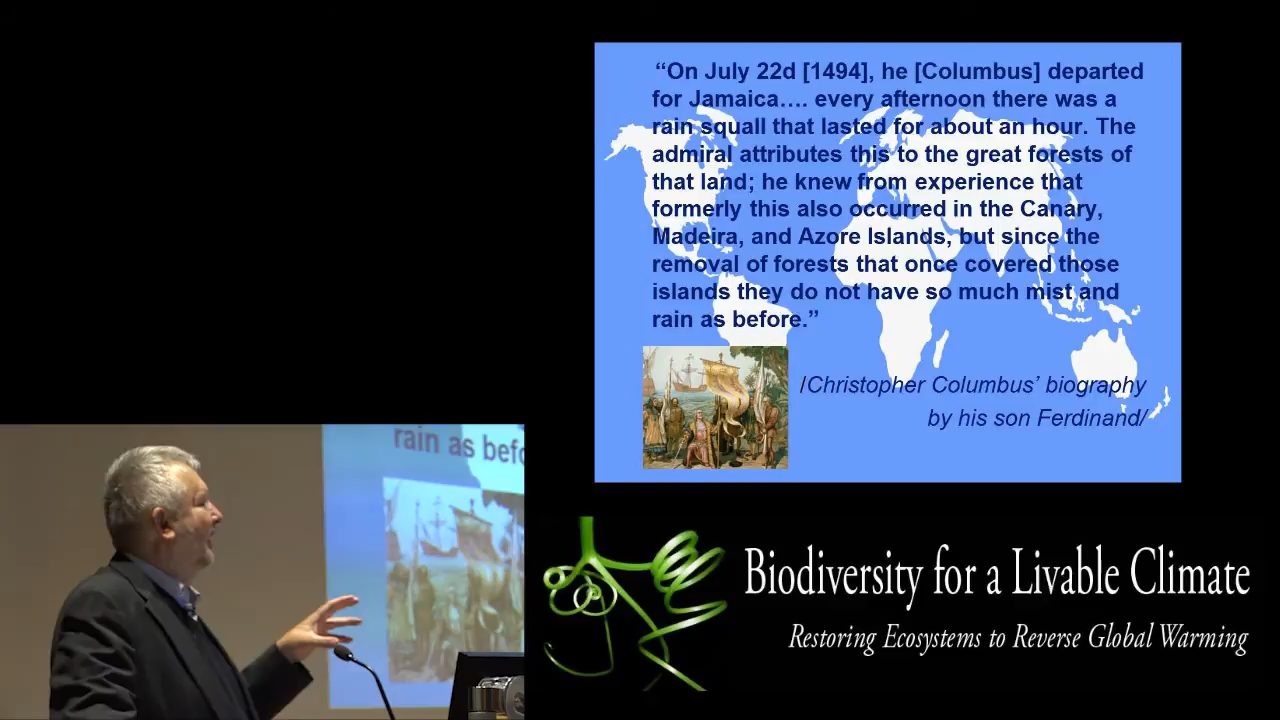 “On July 22d [1494], he [Columbus] departed
for Jamaica…. every afternoon there was a
rain squall that lasted for about an hour. The
admiral attributes this to the great forests of
that land; he knew from experience that
formerly this also occurred in the Canary,
Madeira, and Azore Islands, but since the
removal of forests that once covered those
islands they do not have so much mist and
rain as before.”
/Christopher Columbus’ biography
by his son Ferdinand/
rain as befo
Biodiversity for a Livable Climate
Restoring Ecosystems to Reverse Global Warming